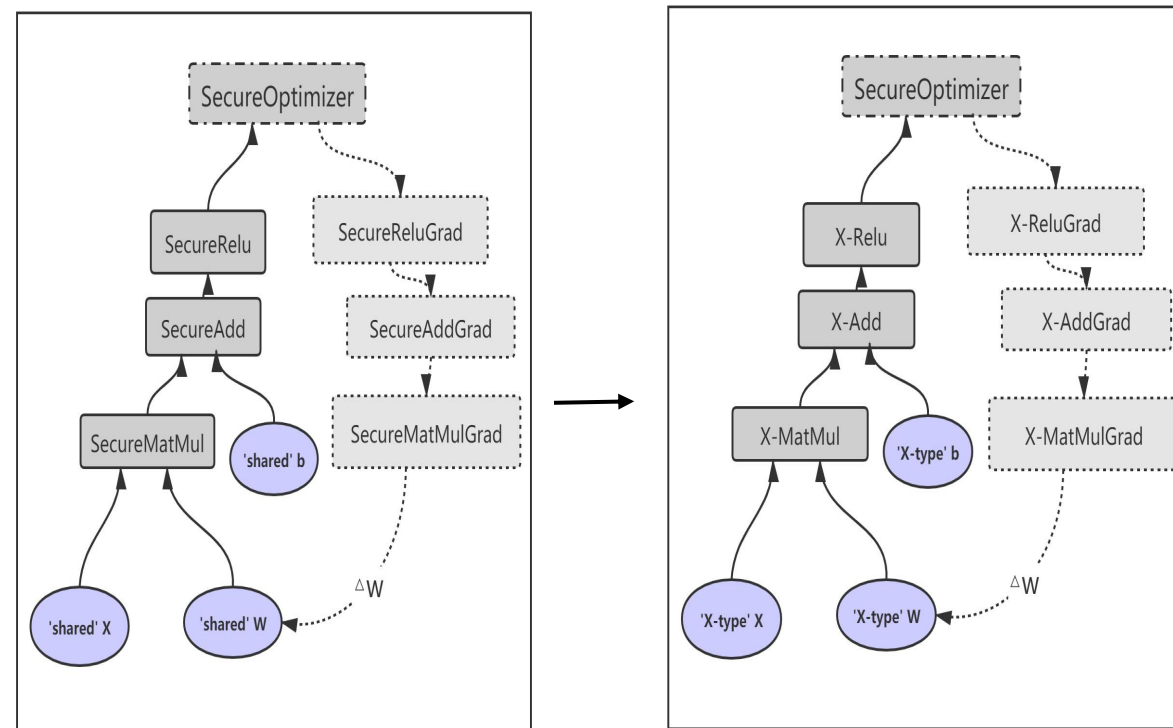 SecureOptimizer
SecureReluGrad
SecureRelu
SecureAdd
SecureAddGrad
SecureMatMul
SecureMatMulGrad
'shared' b
ΔW
'shared' X
'shared' W
SecureOptimizer
X-ReluGrad
X-Relu
X-Add
X-AddGrad
X-MatMul
X-MatMulGrad
'X-type' b
ΔW
'X-type' X
'X-type' W